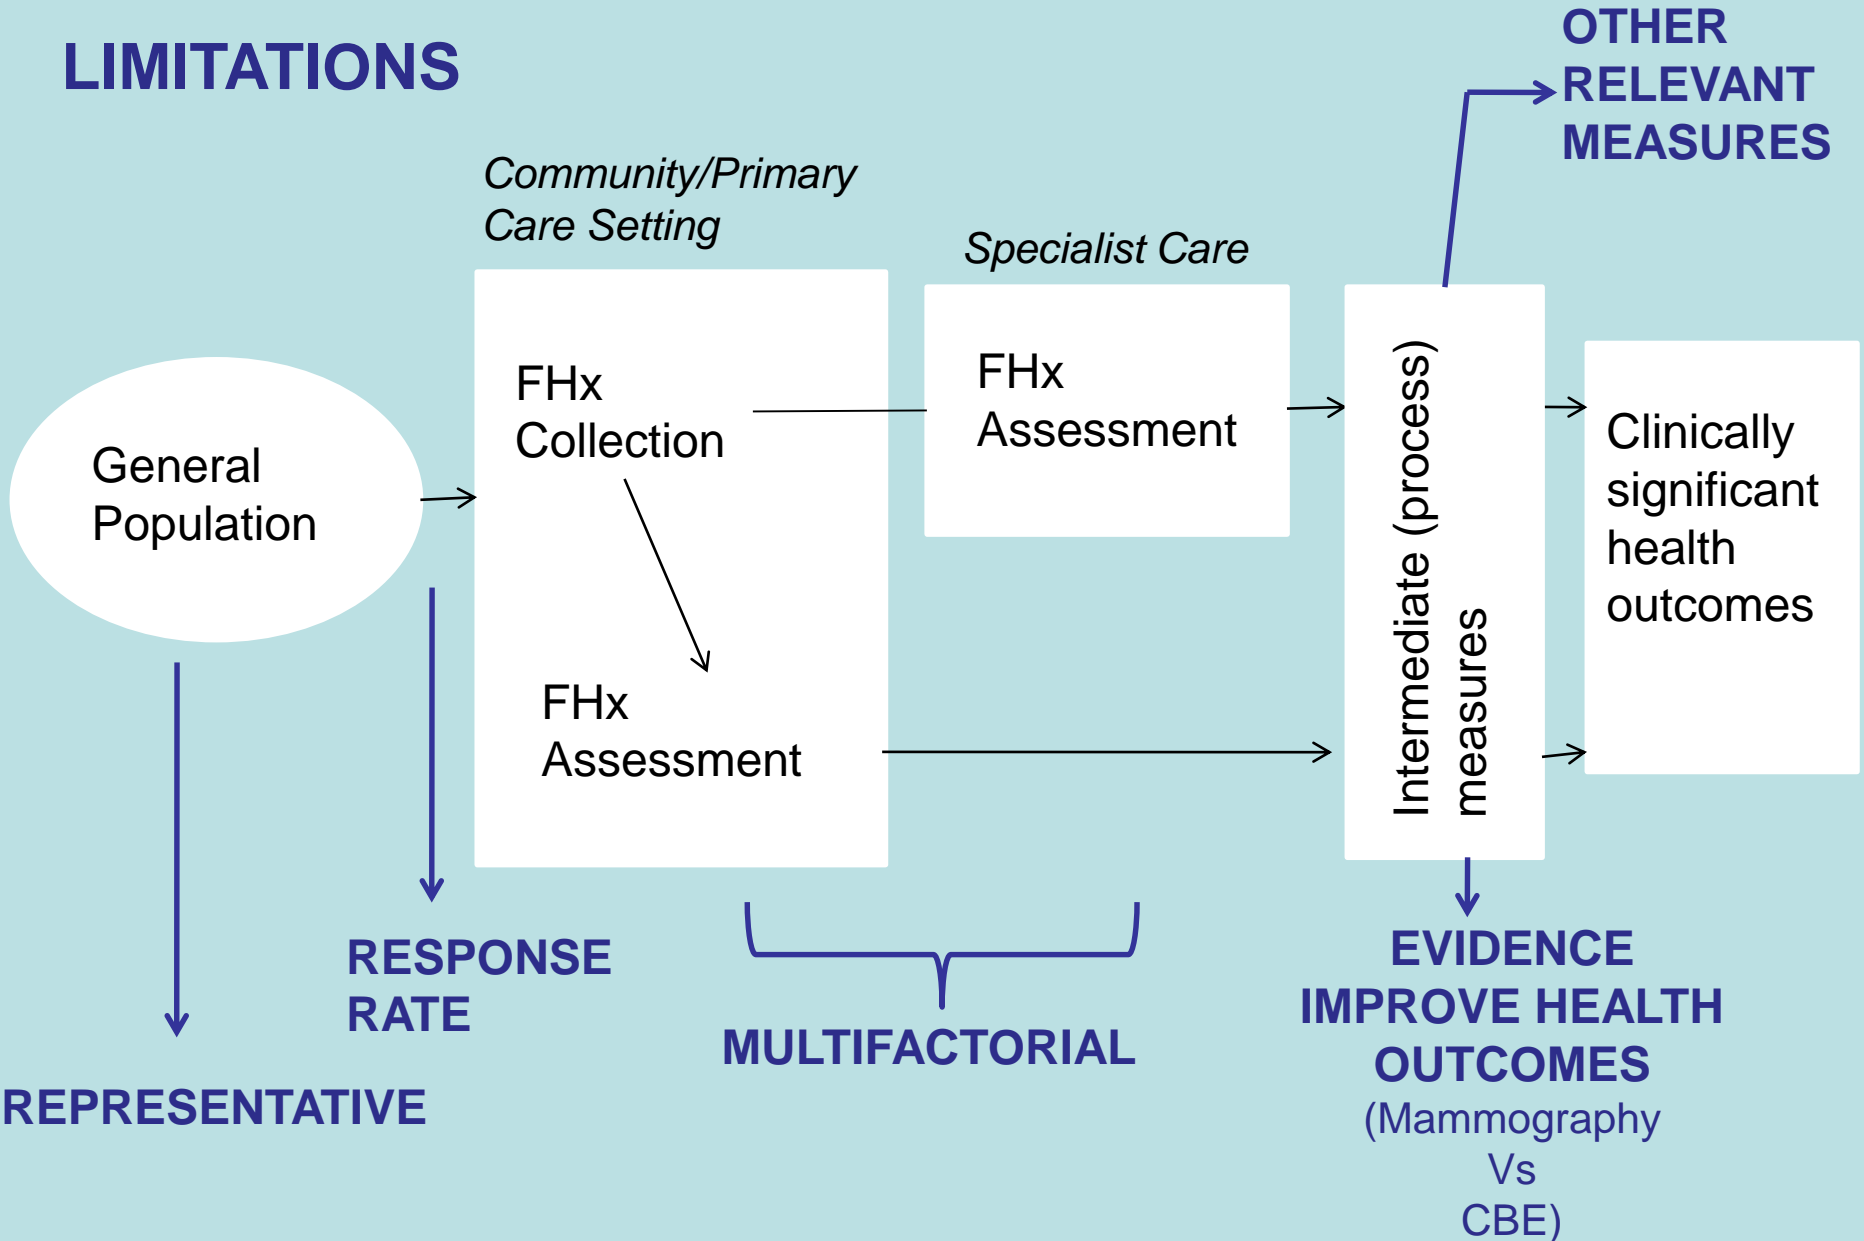 LIMITATIONS
OTHER
RELEVANT
MEASURES
Community/Primary
Care Setting
Specialist Care
General
Population
FHx
Collection
FHx
Assessment
FHx
Assessment
Intermediate (process)
measures
Clinically
significant
health
outcomes
REPRESENTATIVE
RESPONSE
RATE
MULTIFACTORIAL
EVIDENCE
IMPROVE HEALTH
OUTCOMES
(Mammography
Vs
CBE)